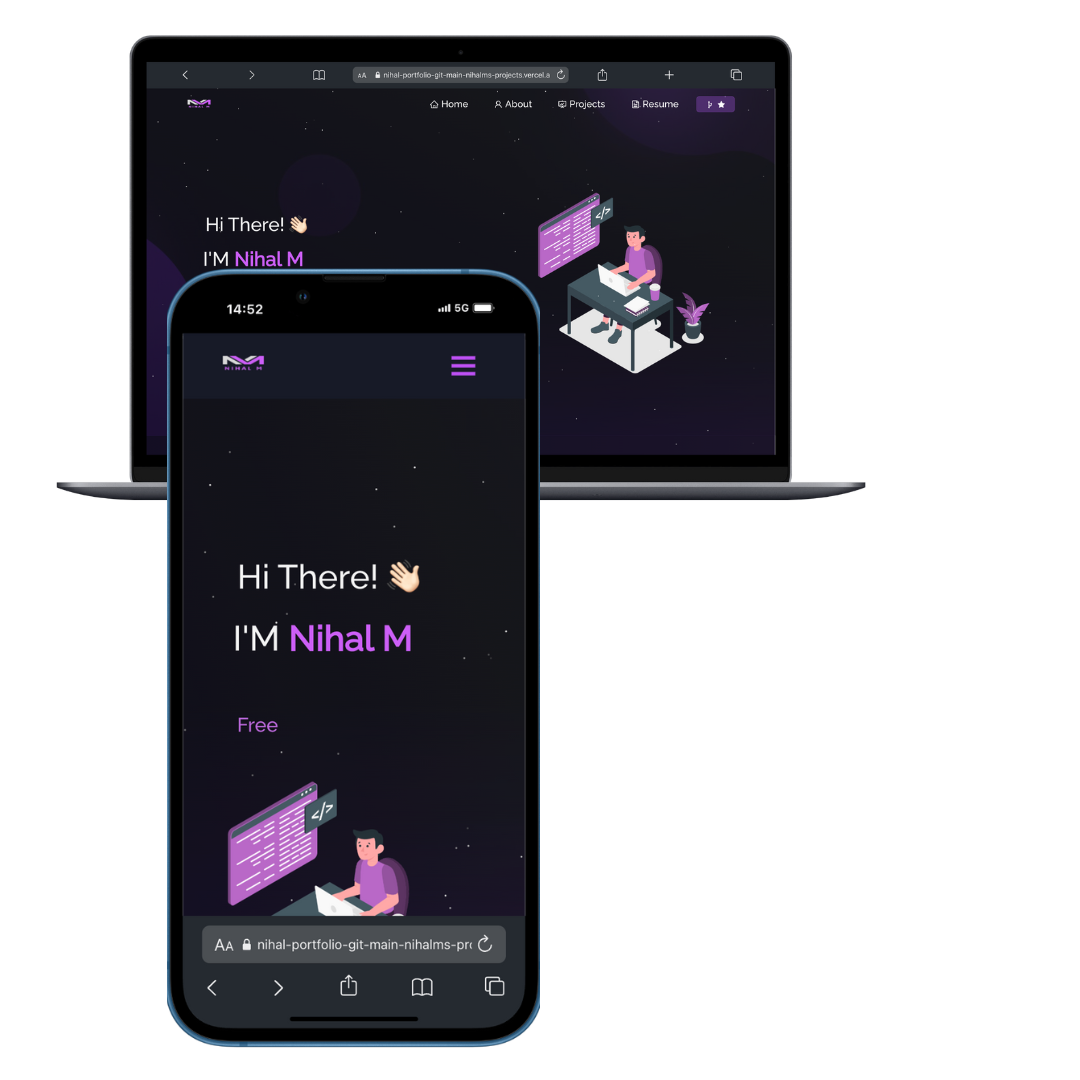 AA nihal-portfolio-git-main-nihalms-projects.vercel.a
NIHAL M
Home About Projects Resume
Hi There! 👋🏻
</>
I'M Nihal M
14:52 5G
NIHAL M
Hi There! 👋🏻
I'M Nihal M
Free
</>
AA nihal-portfolio-git-main-nihalms-pro